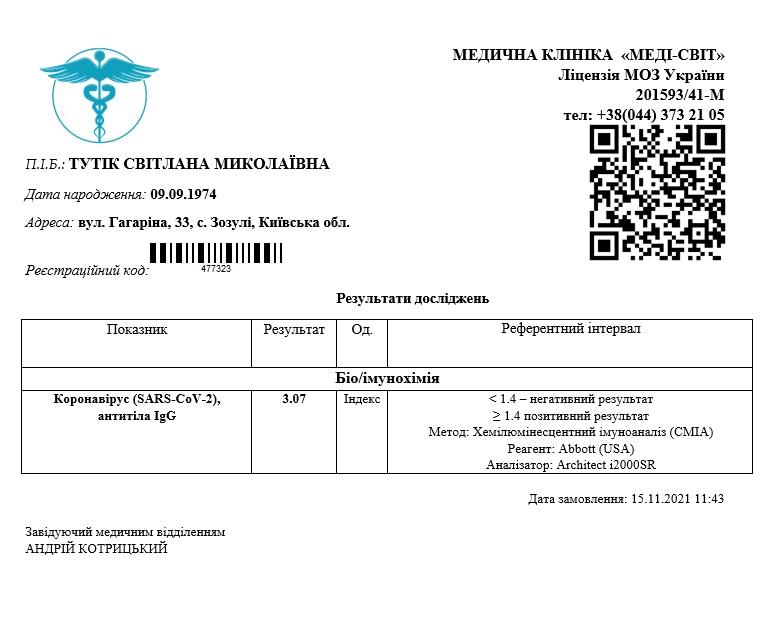 МЕДИЧНА КЛІНІКА «МЕДІ-СВІТ»
Ліцензія МОЗ України
201593/41-М
тел: +38(044) 373 21 05
П.І.Б.: ТУТІК СВІТЛАНА МИКОЛАЇВНА
Дата народження: 09.09.1974
Адреса: вул. Гагаріна, 33, с. Зозулі, Київська обл.
Реєстраційний код:
477323
Результати досліджень
Показник Результат Од. Референтний інтервал
Біо/імунохімія
Коронавірус (SARS-CoV-2), 3.07 Індекс < 1.4 – негативний результат
антитіла IgG ≥ 1.4 позитивний результат
Метод: Хемілюмінесцентний імуноаналіз (CMIA)
Реагент: Abbott (USA)
Аналізатор: Architect i2000SR
Дата замовлення: 15.11.2021 11:43
Завідуючий медичним відділенням
АНДРІЙ КОТРИЦЬКИЙ